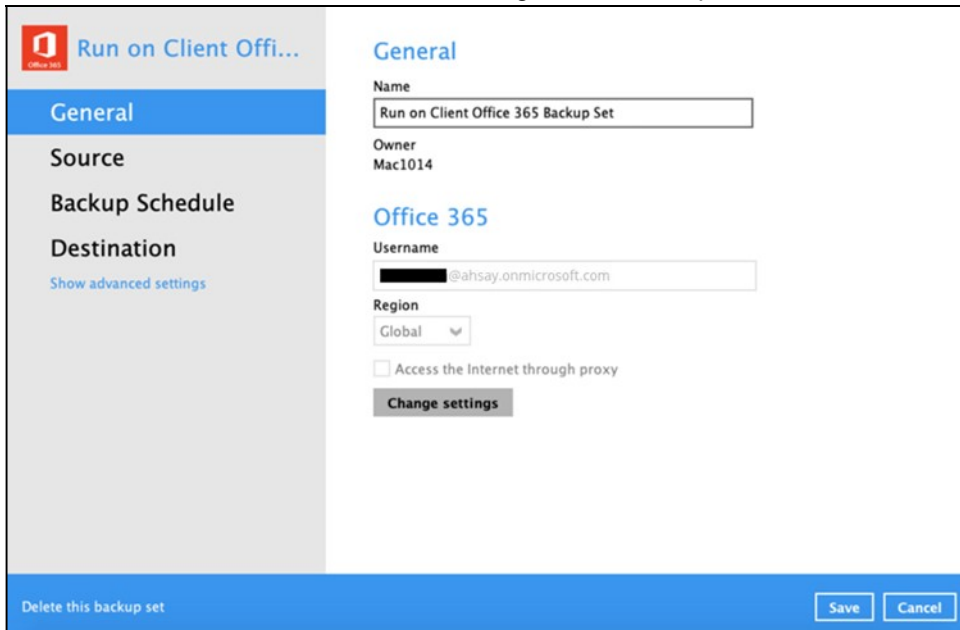 Office 365
Run on Client Offi...
General
Source
Backup Schedule
Destination
Show advanced settings
General
Name
Run on Client Office 365 Backup Set
Owner
Mac1014
Office 365
Username
@ahsay.onmicrosoft.com
Region
Global
Access the Internet through proxy
Change settings
Delete this backup set
Save
Cancel